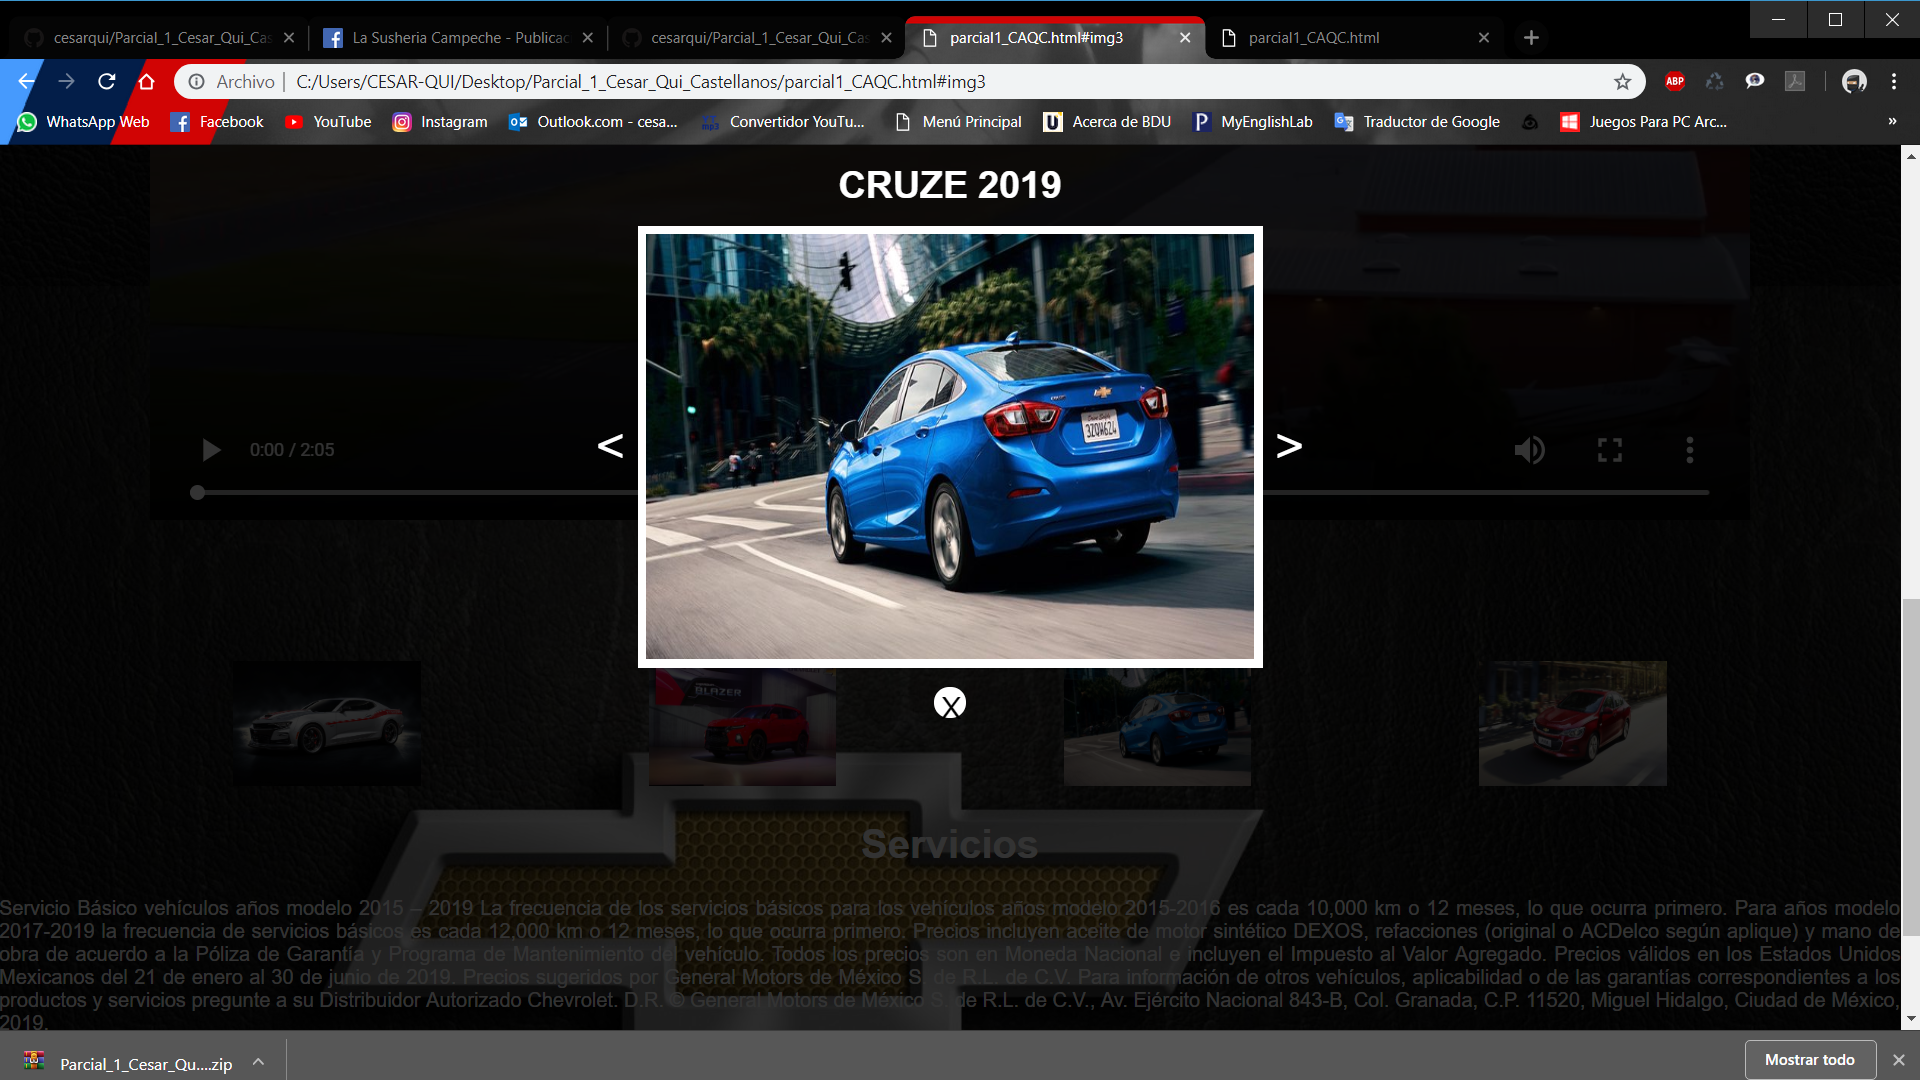 cesarqui/Parcial_1_Cesar_Qui_Cas
La Susheria Campeche - Publicac
cesarqui/Parcial_1_Cesar_Qui_Cas
parcial1_CAQC.html#img3
parcial1_CAQC.html
Archivo | C:/Users/CESAR-QUI/Desktop/Parcial_1_Cesar_Qui_Castellanos/parcial1_CAQC.html#img3
ABP
WhatsApp Web
Facebook
YouTube
Instagram
Outlook.com - cesa...
mp3 Convertidor YouTu...
Menú Principal
Acerca de BDU
MyEnglishLab
Traductor de Google
Juegos Para PC Arc...
»
CRUZE 2019
3ZQW624
<
>
0:00 / 2:05
X
BLAZER
Servicios
Servicio Básico vehículos años modelo 2015 – 2019 La frecuencia de los servicios básicos para los vehículos años modelo 2015-2016 es cada 10,000 km o 12 meses, lo que ocurra primero. Para años modelo
2017-2019 la frecuencia de servicios básicos es cada 12,000 km o 12 meses, lo que ocurra primero. Precios incluyen aceite de motor sintético DEXOS, refacciones (original o ACDelco según aplique) y mano de
obra de acuerdo a la Póliza de Garantía y Programa de Mantenimiento del vehículo. Todos los precios son en Moneda Nacional e incluyen el Impuesto al Valor Agregado. Precios válidos en los Estados Unidos
Mexicanos del 21 de enero al 30 de junio de 2019. Precios sugeridos por General Motors de México S. de R.L. de C.V. Para información de otros vehículos, aplicabilidad o de las garantías correspondientes a los
productos y servicios pregunte a su Distribuidor Autorizado Chevrolet. D.R. © General Motors de México S. de R.L. de C.V., Av. Ejército Nacional 843-B, Col. Granada, C.P. 11520, Miguel Hidalgo, Ciudad de México,
2019.
Parcial_1_Cesar_Qu....zip
Mostrar todo